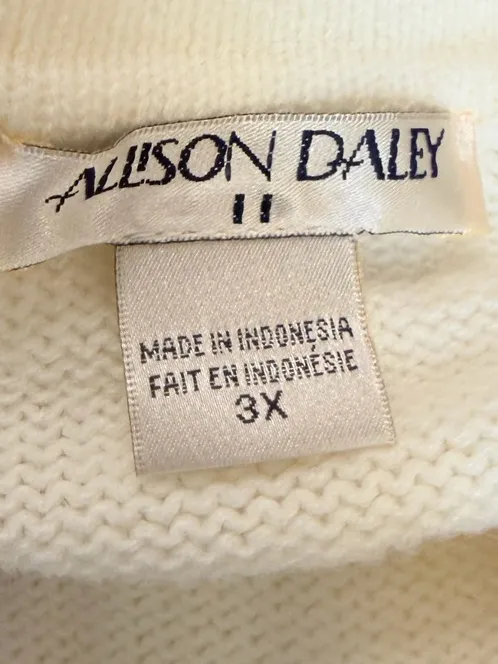 ALLISON DALEY
II
MADE IN INDONESIA
FAIT EN INDONÉSIE
3X